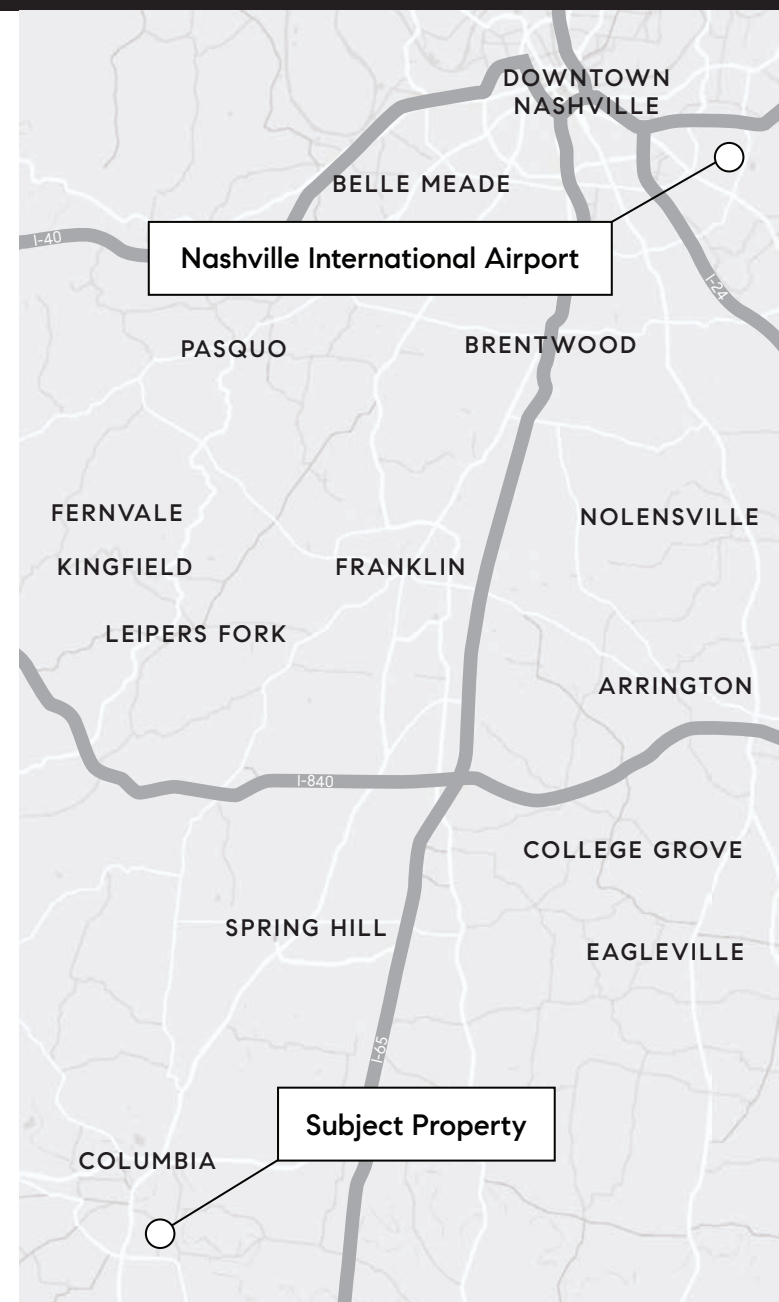 DOWNTOWN
NASHVILLE
BELLE MEADE
I-40
Nashville International Airport
I-24
PASQUO
BRENTWOOD
FERNVALE
NOLENSVILLE
KINGFIELD
FRANKLIN
LEIPERS FORK
ARRINGTON
I-840
COLLEGE GROVE
SPRING HILL
EAGLEVILLE
I-65
Subject Property
COLUMBIA